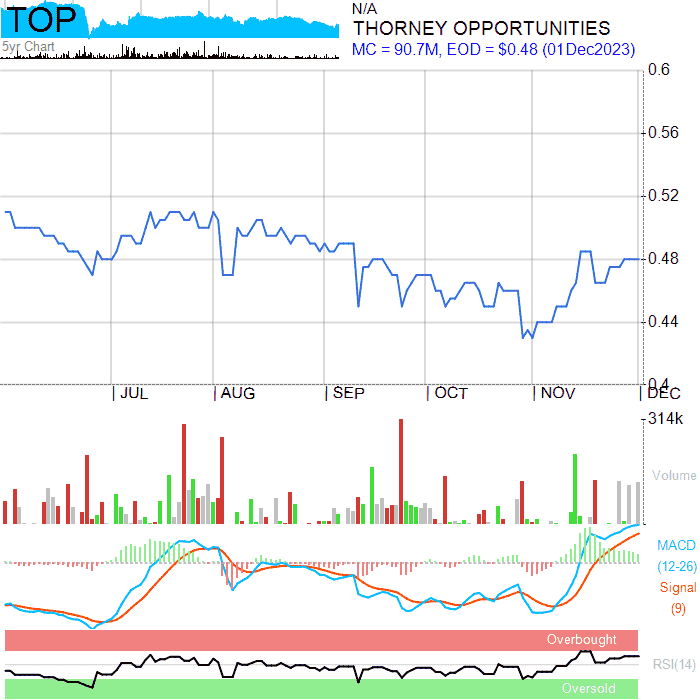 TOP
5yr Chart
N/A
THORNEY OPPORTUNITIES
MC = 90.7M, EOD = $0.48 (01Dec2023)
0.6
0.56
0.52
0.48
0.44
0.4
JUL AUG SEP OCT NOV DEC
314k
Volume
MACD
(12-26)
Signal
(9)
Overbought
RSI(14)
Oversold